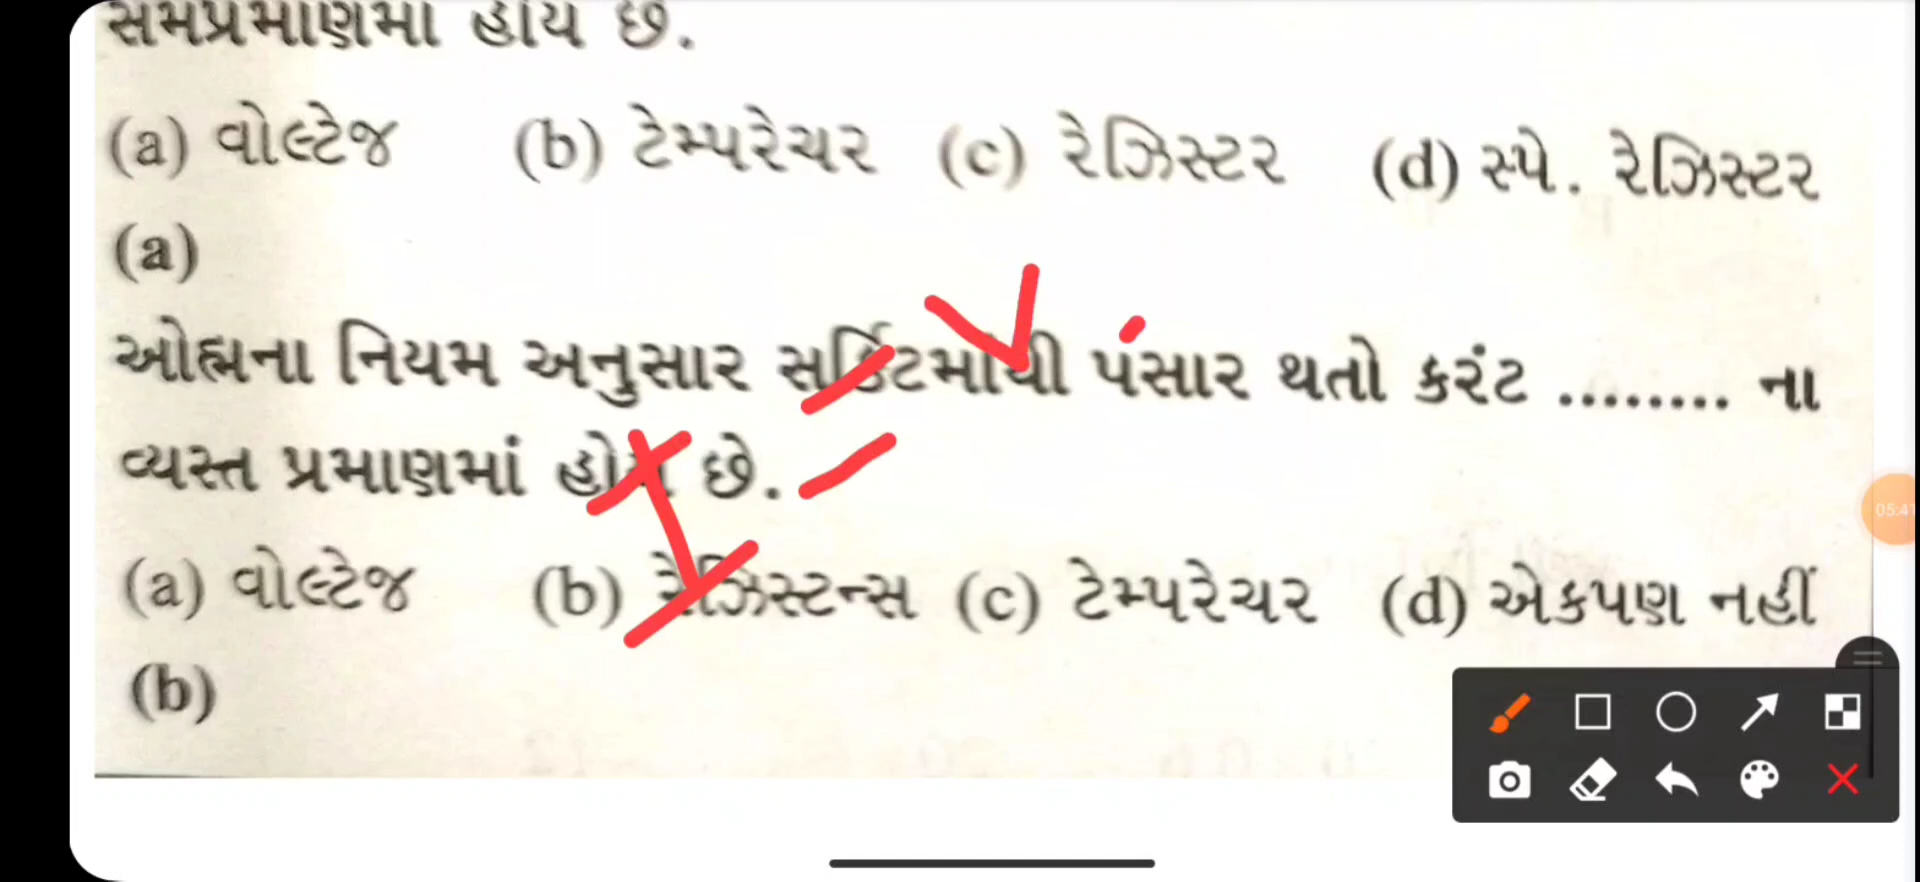 સમપ્રમાણમાં હોય છે.
(a) વોલ્ટેજ (b) ટેમ્પરેચર (c) રેઝિસ્ટર (d) સ્પે. રેઝિસ્ટર
(a)
ઓહ્મના નિયમ અનુસાર સર્કિટમાંથી પસાર થતો કરંટ ........ ના
વ્યસ્ત પ્રમાણમાં હોય છે.
(a) વોલ્ટેજ (b) રેઝિસ્ટન્સ (c) ટેમ્પરેચર (d) એકપણ નહીં
(b)
V
I